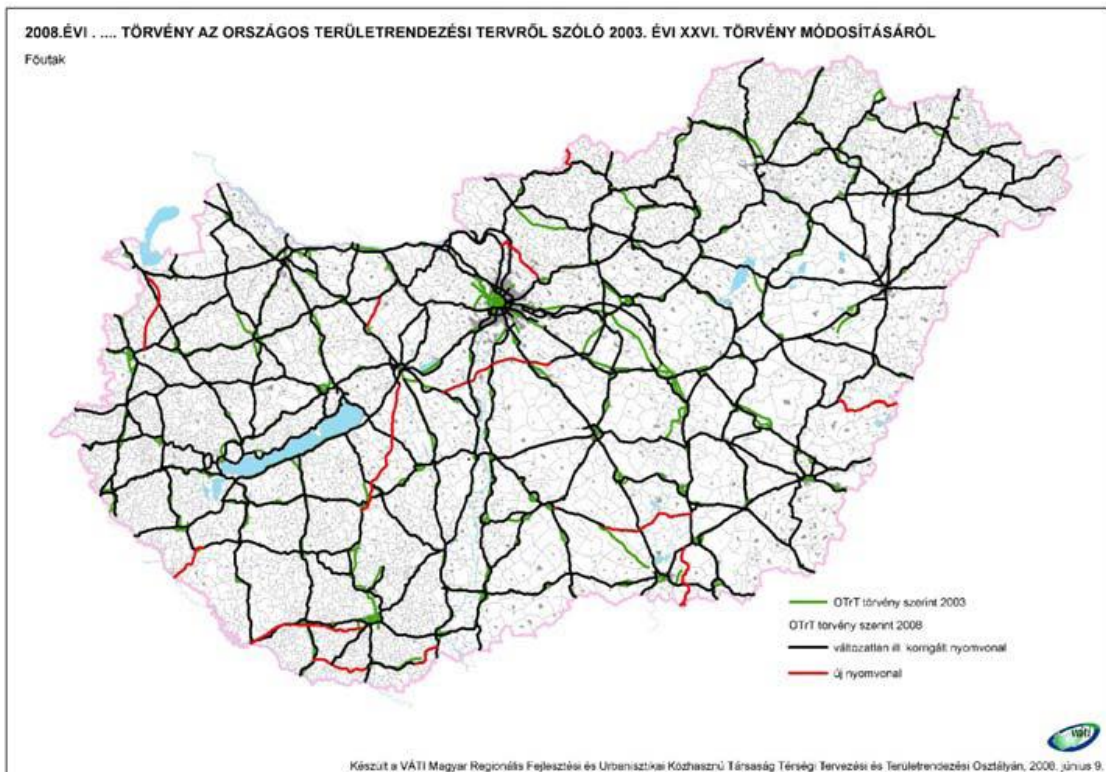 2008.ÉVI . .... TÖRVÉNY AZ ORSZÁGOS TERÜLETRENDEZÉSI TERVRŐL SZÓLÓ 2003. ÉVI XXVI. TÖRVÉNY MÓDOSÍTÁSÁRÓL
Főutak
OTrT törvény szerint 2003
OTrT törvény szerint 2008
változatlan ill. korrigált nyomvonal
új nyomvonal
váti
Készült a VÁTI Magyar Regionális Fejlesztési és Urbanisztikai Közhasznú Társaság Térségi Tervezési és Területrendezési Osztályán, 2008. június 9.